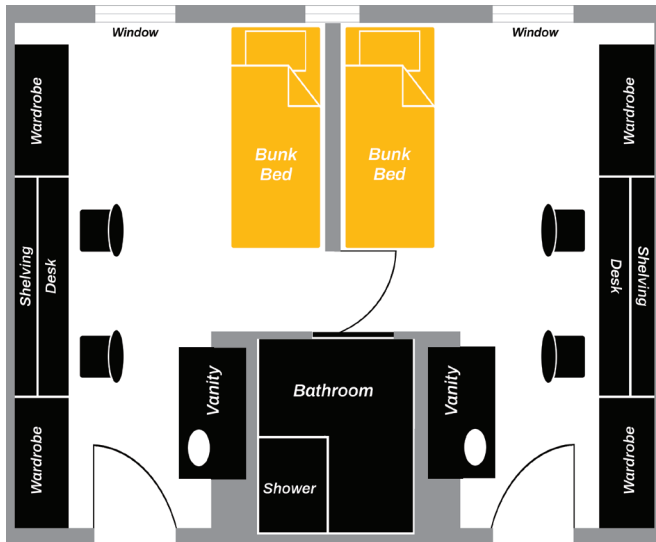 Window
Window
Wardrobe
Wardrobe
Bunk
Bed
Bunk
Bed
Shelving
Desk
Desk
Shelving
Vanity
Bathroom
Vanity
Wardrobe
Shower
Wardrobe